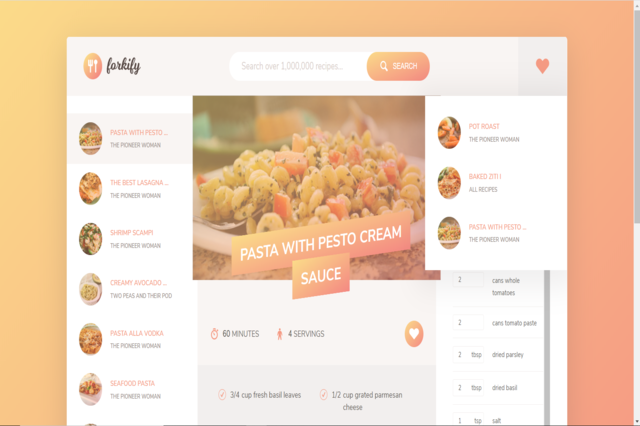 forkify
Search over 1,000,000 recipes...
SEARCH
PASTA WITH PESTO ...
THE PIONEER WOMAN
THE BEST LASAGNA ...
THE PIONEER WOMAN
SHRIMP SCAMPI
THE PIONEER WOMAN
CREAMY AVOCADO ...
TWO PEAS AND THEIR POD
PASTA ALLA VODKA
THE PIONEER WOMAN
SEAFOOD PASTA
THE PIONEER WOMAN
PASTA WITH PESTO CREAM
SAUCE
60 MINUTES
4 SERVINGS
3/4 cup fresh basil leaves
1/2 cup grated parmesan
cheese
POT ROAST
THE PIONEER WOMAN
BAKED ZITI I
ALL RECIPES
PASTA WITH PESTO ...
THE PIONEER WOMAN
2 cans whole
tomatoes
2 cans tomato paste
2 tbsp dried parsley
2 tbsp dried basil
1 tsp salt